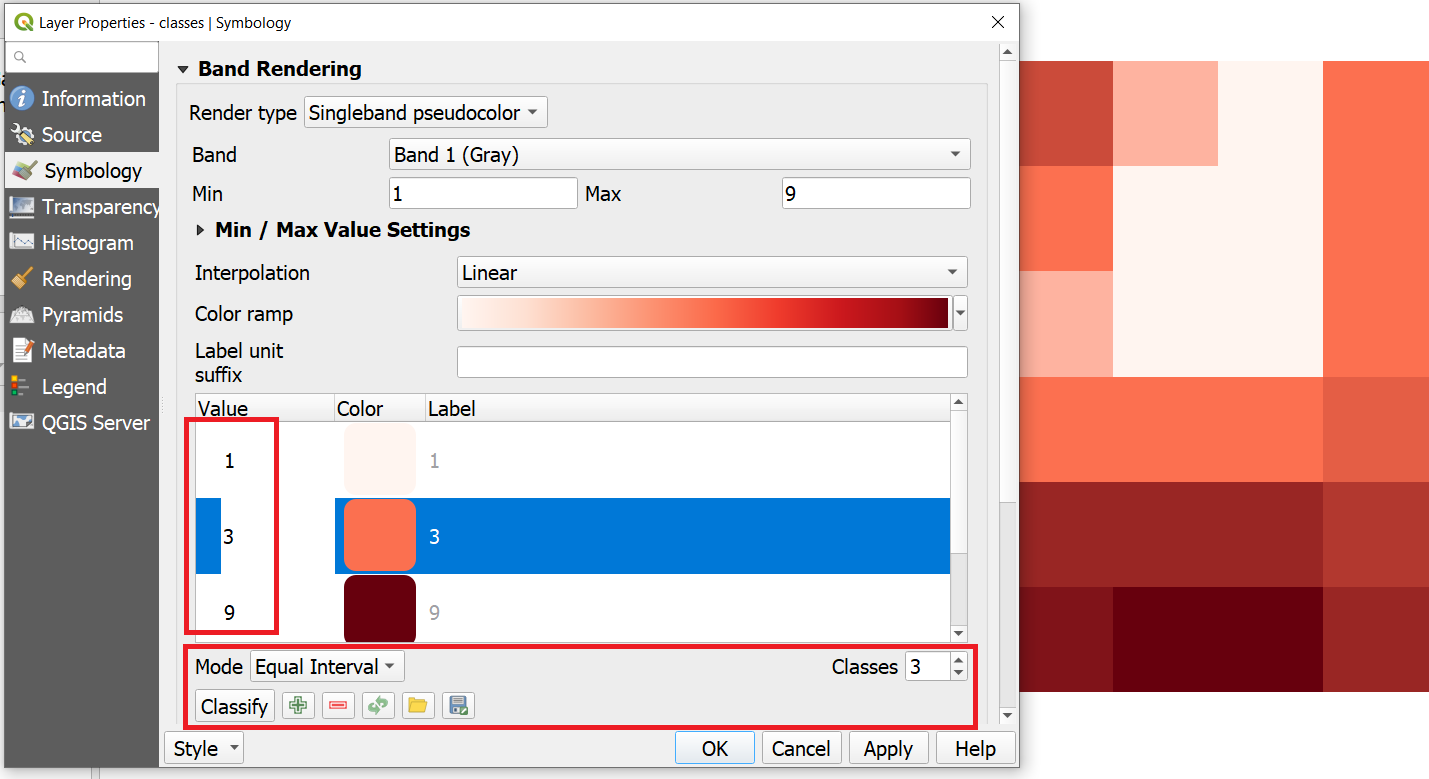 Layer Properties - classes | Symbology
Information
Source
Symbology
Transparency
Histogram
Rendering
Pyramids
Metadata
Legend
QGIS Server
Band Rendering
Render type Singleband pseudocolor
Band Band 1 (Gray)
Min 1 Max 9
Min / Max Value Settings
Interpolation Linear
Color ramp
Label unit
suffix
Value Color Label
1 1
3 3
9 9
Mode Equal Interval Classes 3
Classify
Style OK Cancel Apply Help